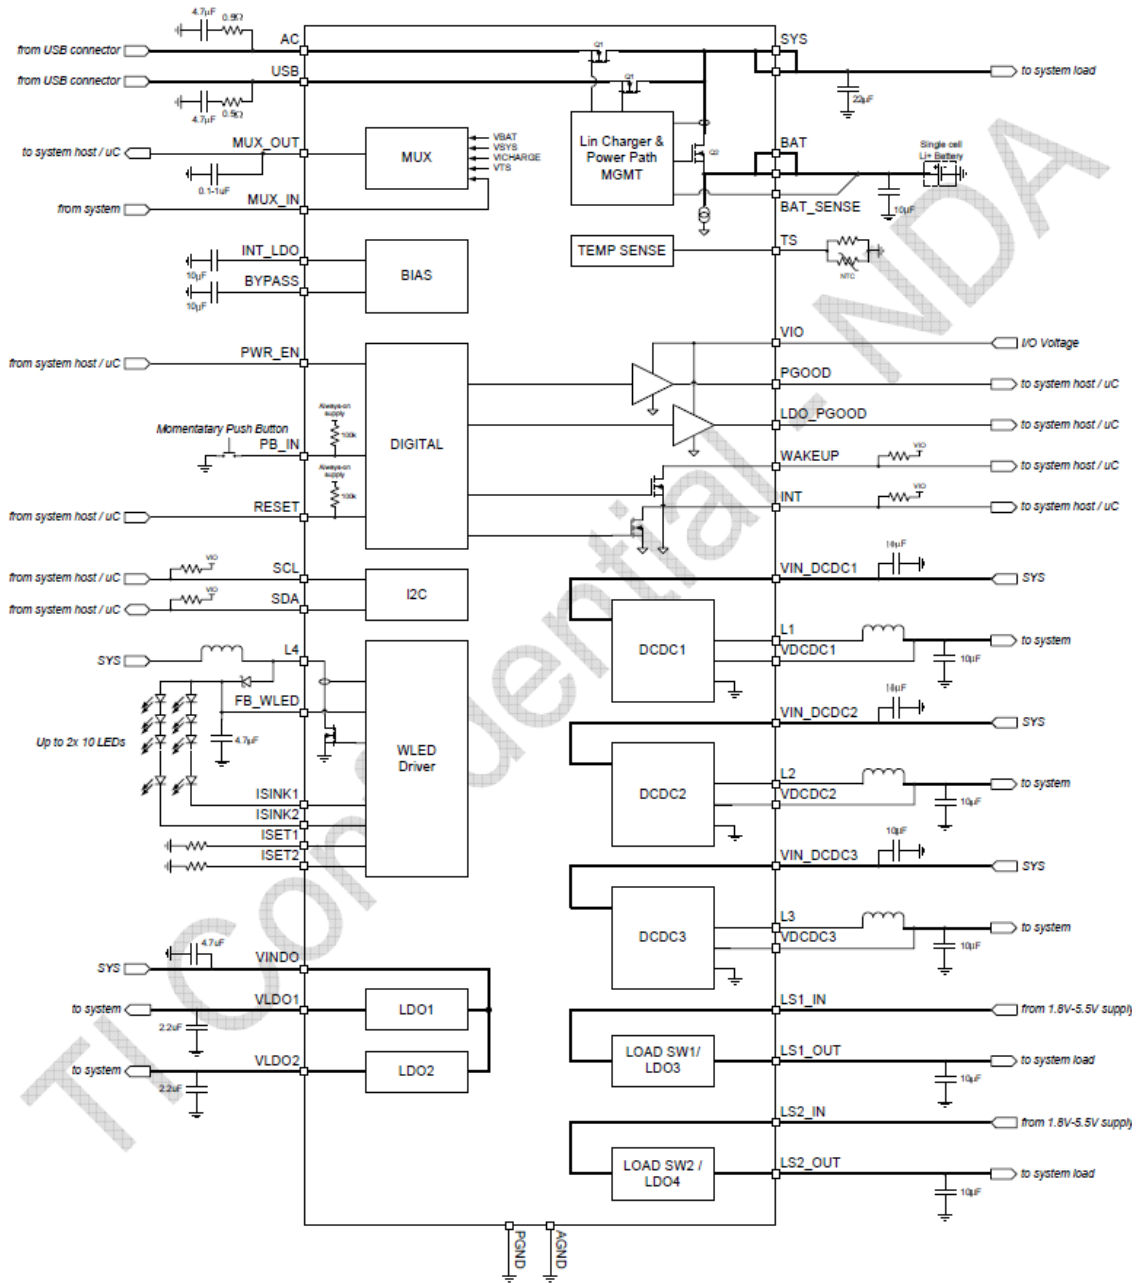 4.7µF
0.5Ω
AC
SYS
from USB connector
Q1
USB
from USB connector
Q1
to system load
4.7µF
0.5Ω
22µF
MUX_OUT
to system host / uC
MUX
VBAT
VSYS
VICHARGE
VTS
Lin Charger &
Power Path
MGMT
Q2
BAT
Single cell
Li+ Battery
0.1-1uF
MUX_IN
from system
BAT_SENSE
10µF
TS
TEMP SENSE
NTC
INT_LDO
10µF
BYPASS
10µF
BIAS
VIO
I/O Voltage
PWR_EN
from system host / uC
PGOOD
to system host / uC
LDO_PGOOD
to system host / uC
Always-on
supply
100k
Momentatary Push Button
PB_IN
DIGITAL
WAKEUP
VIO
to system host / uC
Always-on
supply
100k
INT
VIO
to system host / uC
RESET
from system host / uC
VIO
SCL
from system host / uC
VIO
SDA
from system host / uC
I2C
VIN_DCDC1
10µF
SYS
DCDC1
L1
VDCDC1
to system
10µF
SYS
L4
FB_WLED
Up to 2x 10 LEDs
4.7µF
WLED
Driver
ISINK1
ISINK2
ISET1
ISET2
VIN_DCDC2
10µF
SYS
DCDC2
L2
VDCDC2
to system
10µF
VIN_DCDC3
10µF
SYS
DCDC3
L3
VDCDC3
to system
10µF
4.7uF
VINDO
SYS
VLDO1
to system
LDO1
2.2uF
VLDO2
to system
LDO2
2.2uF
LS1_IN
from 1.8V-5.5V supply
LOAD SW1/
LDO3
LS1_OUT
to system load
10µF
LS2_IN
from 1.8V-5.5V supply
LOAD SW2 /
LDO4
LS2_OUT
to system load
10µF
PGND
AGND
TI Confidential - NDA